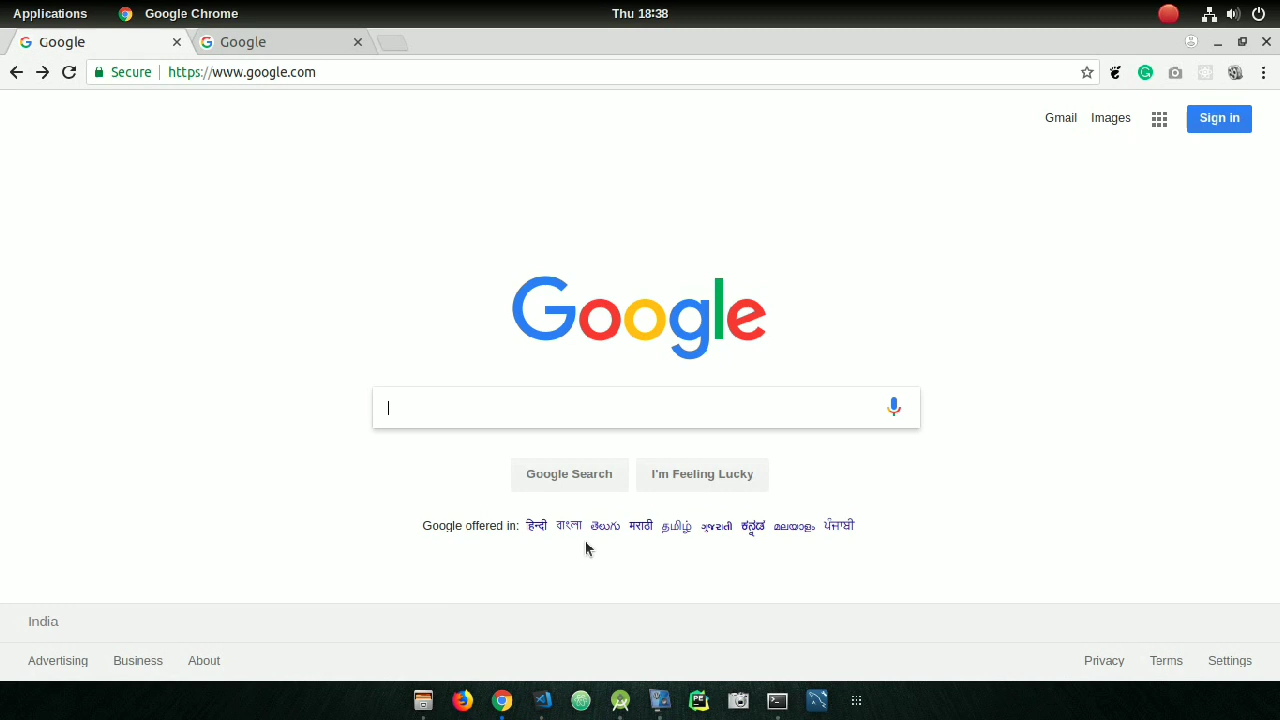 Applications Google Chrome Thu 18:38
Google Google
Secure https://www.google.com
Gmail Images Sign in
Google
Google Search I'm Feeling Lucky
Google offered in: हिन्दी বাংলা తెలుగు मराठी தமிழ் ગુજરાતી ಕನ್ನಡ മലയാളം ਪੰਜਾਬੀ
India
Advertising Business About Privacy Terms Settings